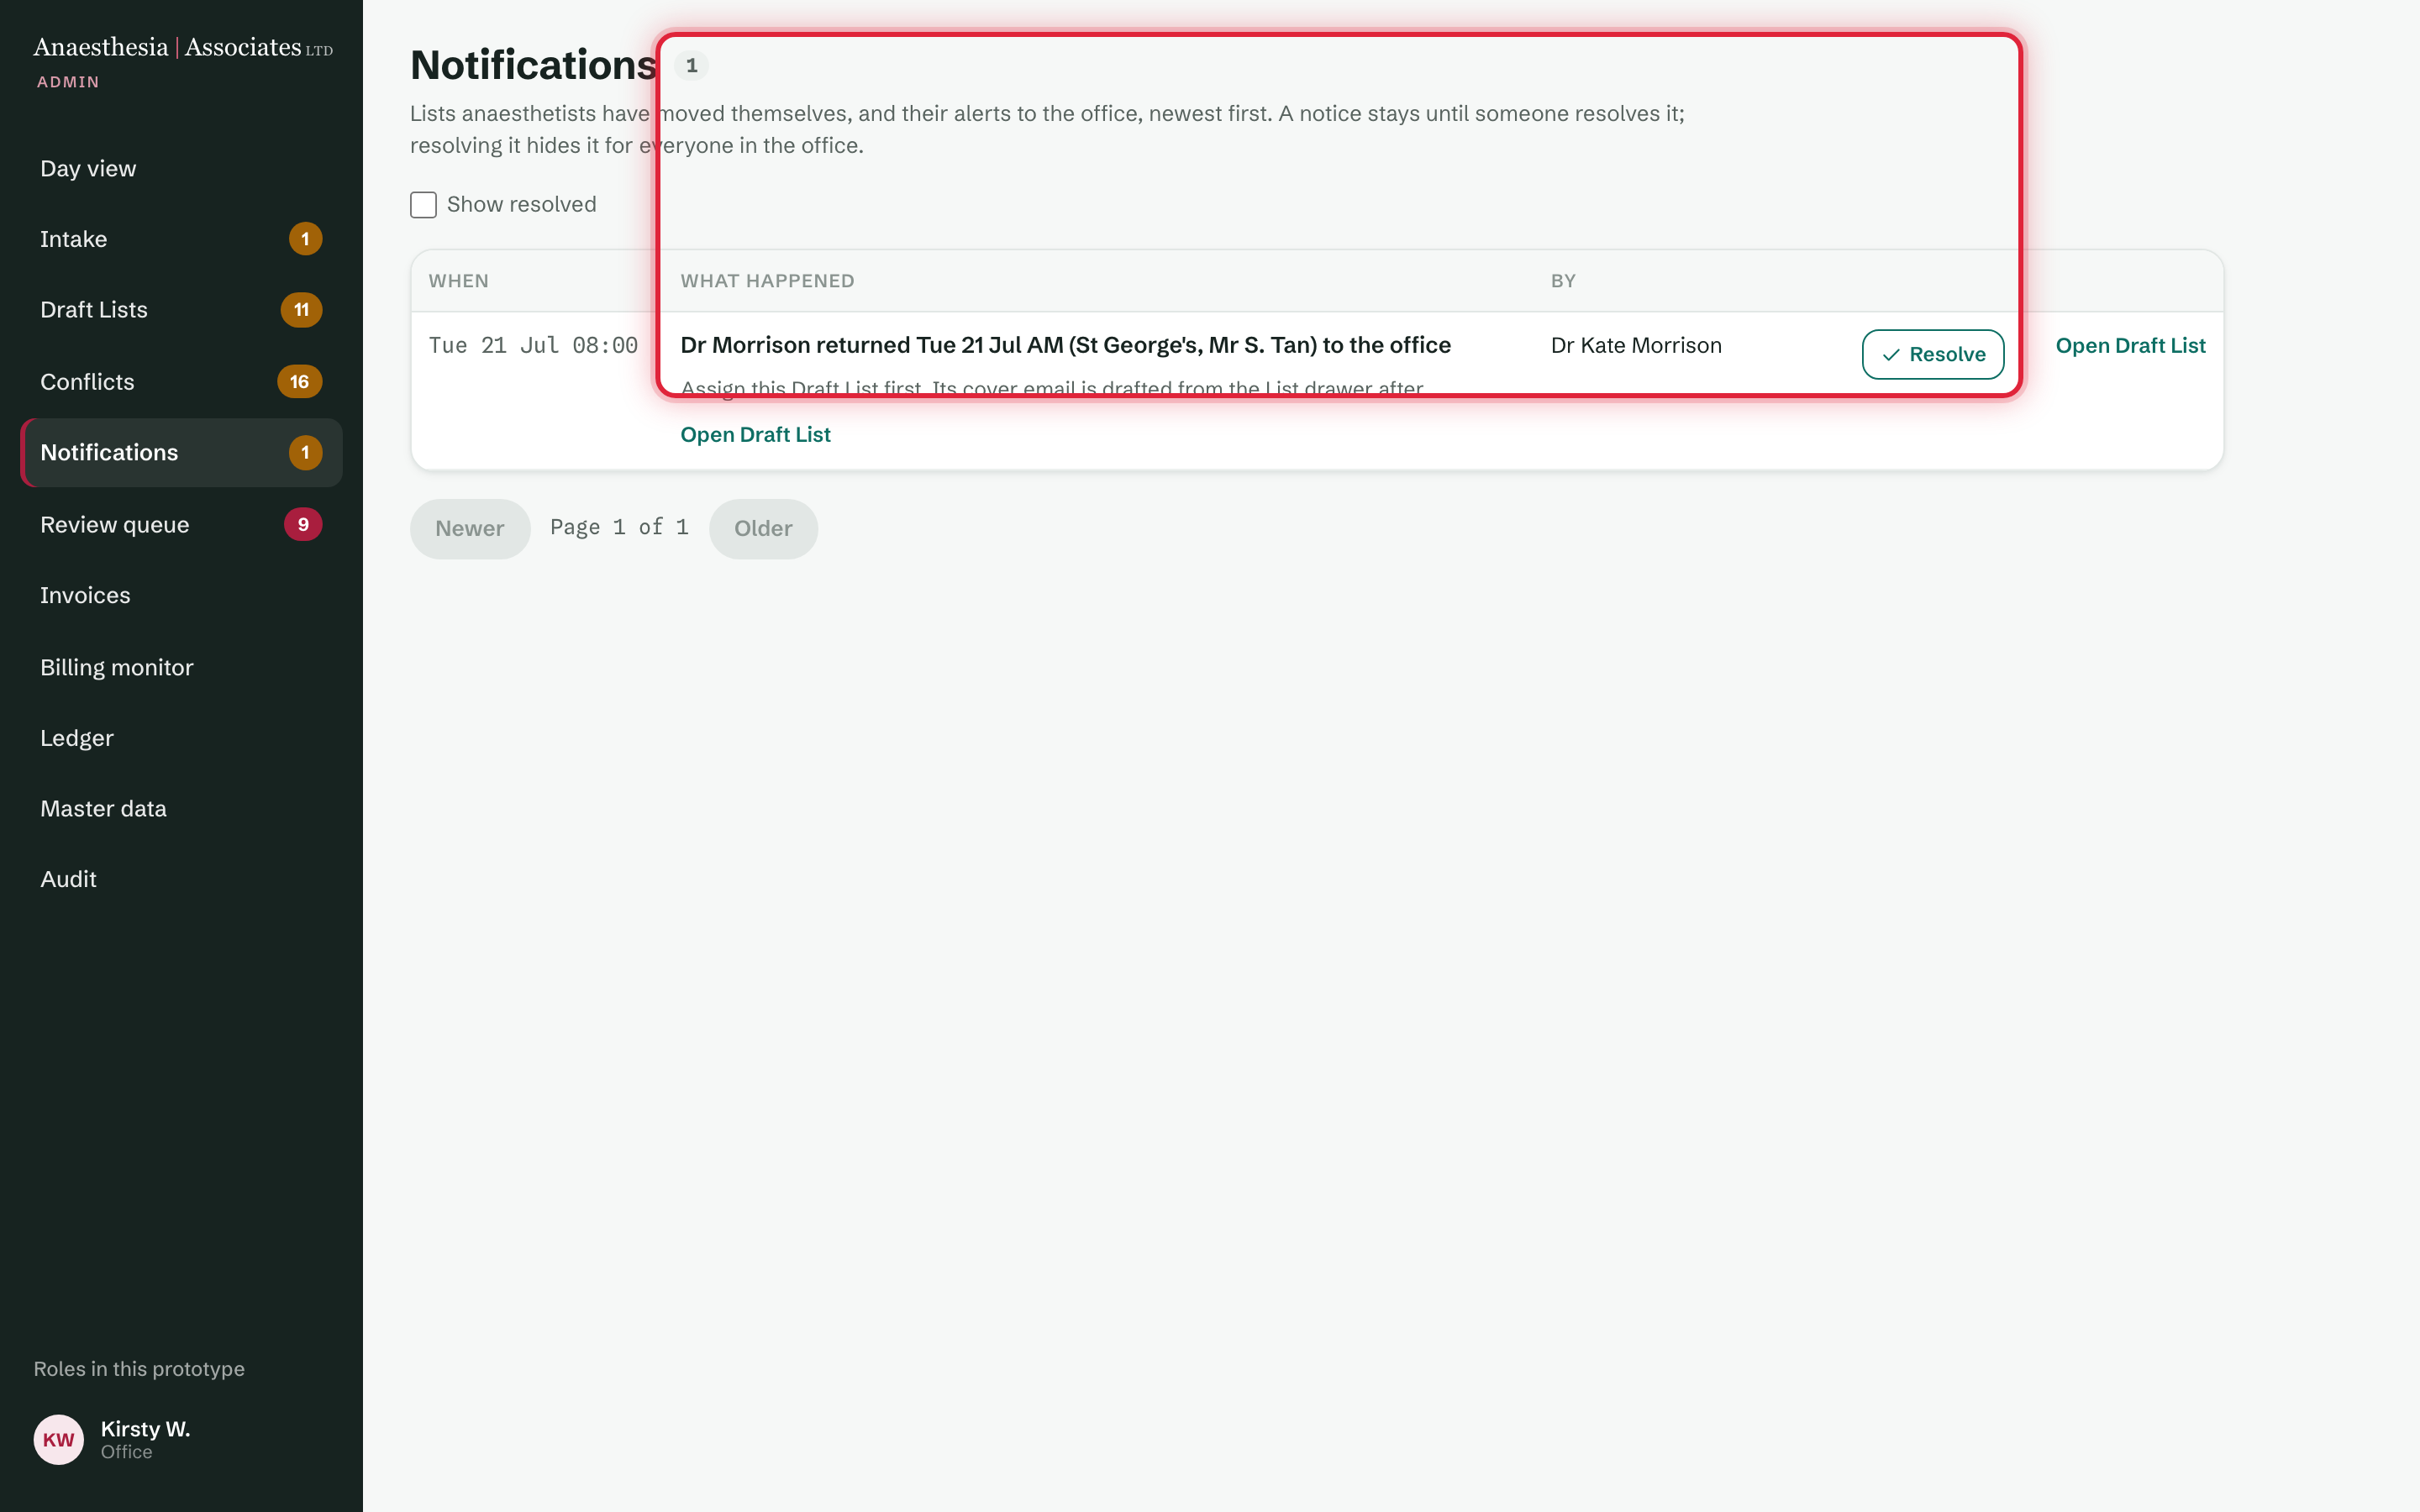 Anaesthesia | Associates LTD
ADMIN
Day view
Intake 1
Draft Lists 11
Conflicts 16
Notifications 1
Review queue 9
Invoices
Billing monitor
Ledger
Master data
Audit
Roles in this prototype
KW
Kirsty W.
Office
Notifications 1
Lists anaesthetists have moved themselves, and their alerts to the office, newest first. A notice stays until someone resolves it;
resolving it hides it for everyone in the office.
Show resolved
WHEN WHAT HAPPENED BY
Tue 21 Jul 08:00 Dr Morrison returned Tue 21 Jul AM (St George's, Mr S. Tan) to the office Dr Kate Morrison Resolve Open Draft List
Assign this Draft List first. Its cover email is drafted from the List drawer after
Open Draft List
Newer Page 1 of 1 Older